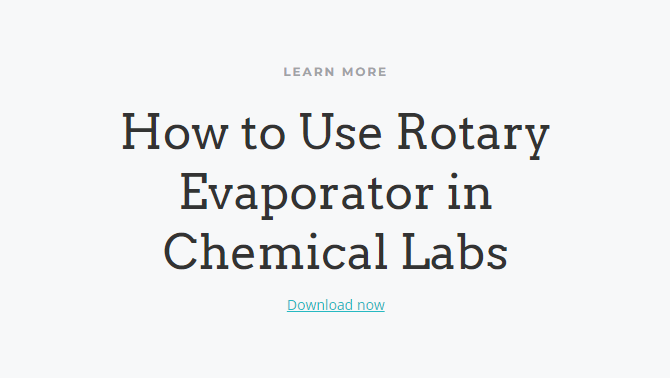 LEARN MORE
How to Use Rotary
Evaporator in
Chemical Labs
Download now